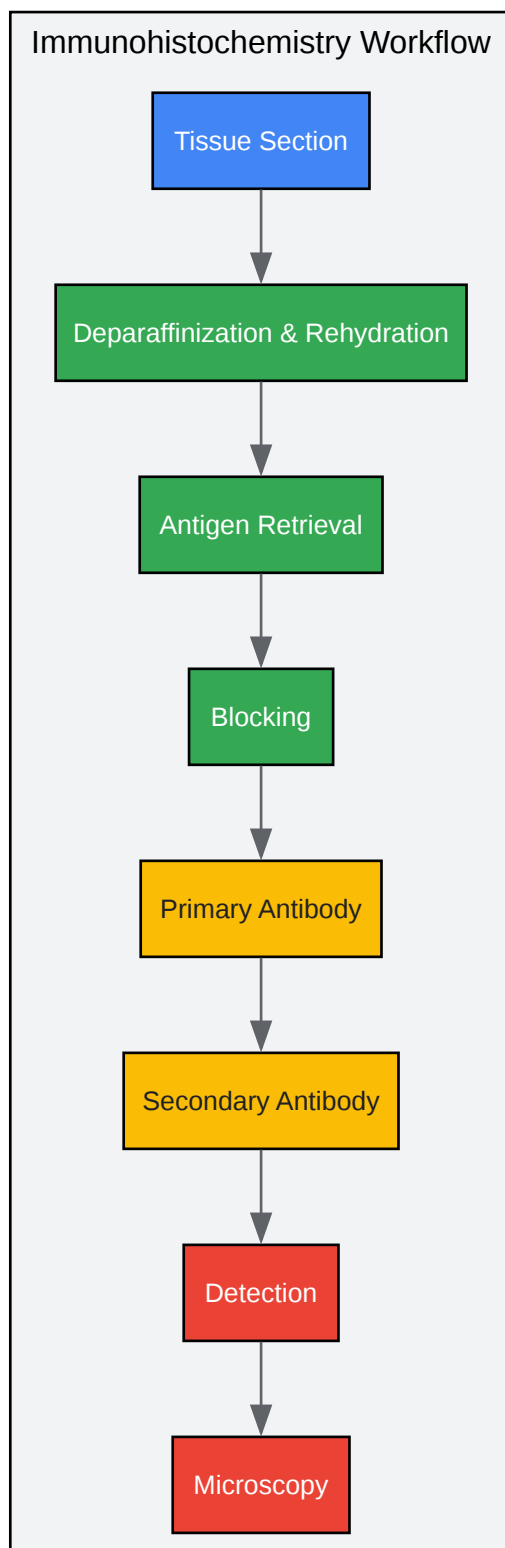 Immunohistochemistry Workflow
Tissue Section
Deparaffinization & Rehydration
Antigen Retrieval
Blocking
Primary Antibody
Secondary Antibody
Detection
Microscopy